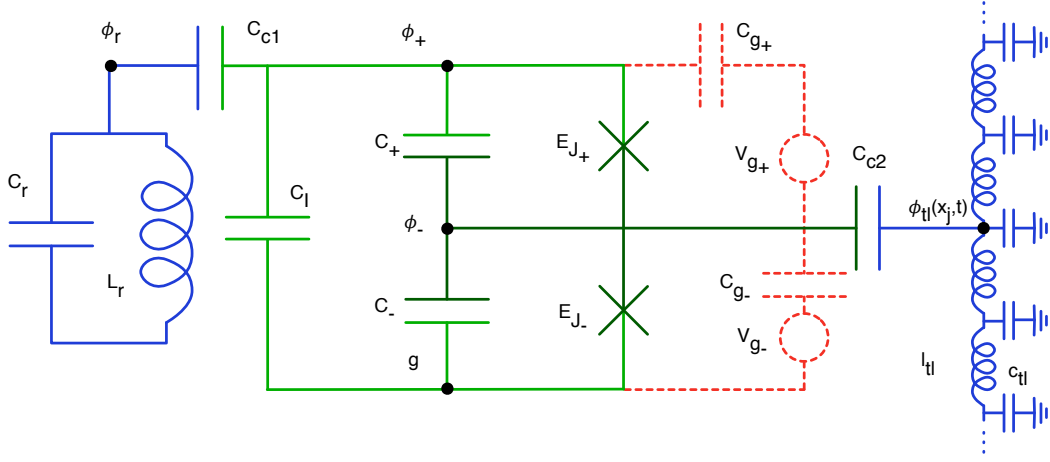 ϕr
Cc1
ϕ+
Cg+
C+
EJ+
Vg+
Cc2
Cr
Cl
ϕ-
ϕtl(xj,t)
Lr
Cg-
C-
EJ-
Vg-
g
ltl
ctl